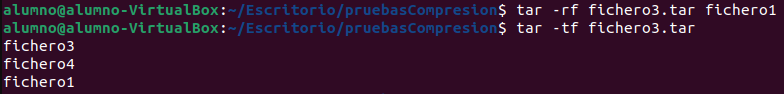 alumno@alumno-VirtualBox:~/Escritorio/pruebasCompresion$ tar -rf fichero3.tar fichero1
alumno@alumno-VirtualBox:~/Escritorio/pruebasCompresion$ tar -tf fichero3.tar
fichero3
fichero4
fichero1